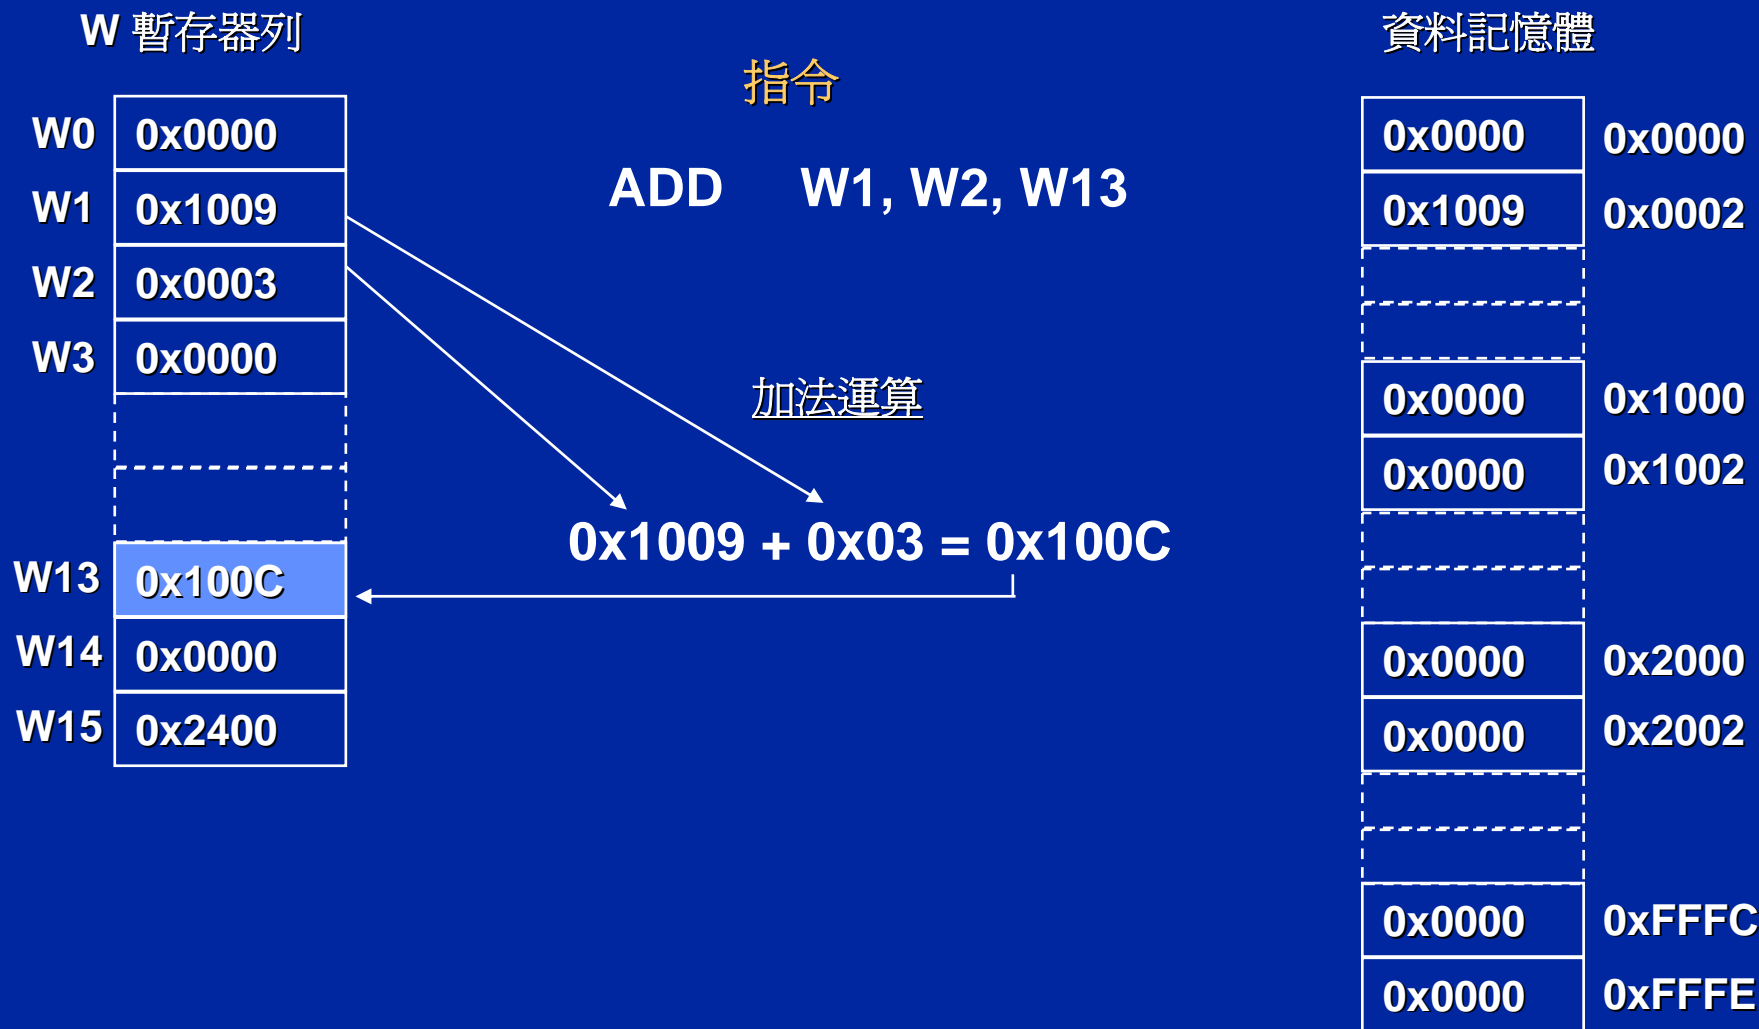 W 暫存器列
W0 0x0000
W1 0x1009
W2 0x0003
W3 0x0000
W13 0x100C
W14 0x0000
W15 0x2400
指令
ADD W1, W2, W13
加法運算
0x1009 + 0x03 = 0x100C
資料記憶體
0x0000 0x0000
0x1009 0x0002
0x0000 0x1000
0x0000 0x1002
0x0000 0x2000
0x0000 0x2002
0x0000 0xFFFC
0x0000 0xFFFE